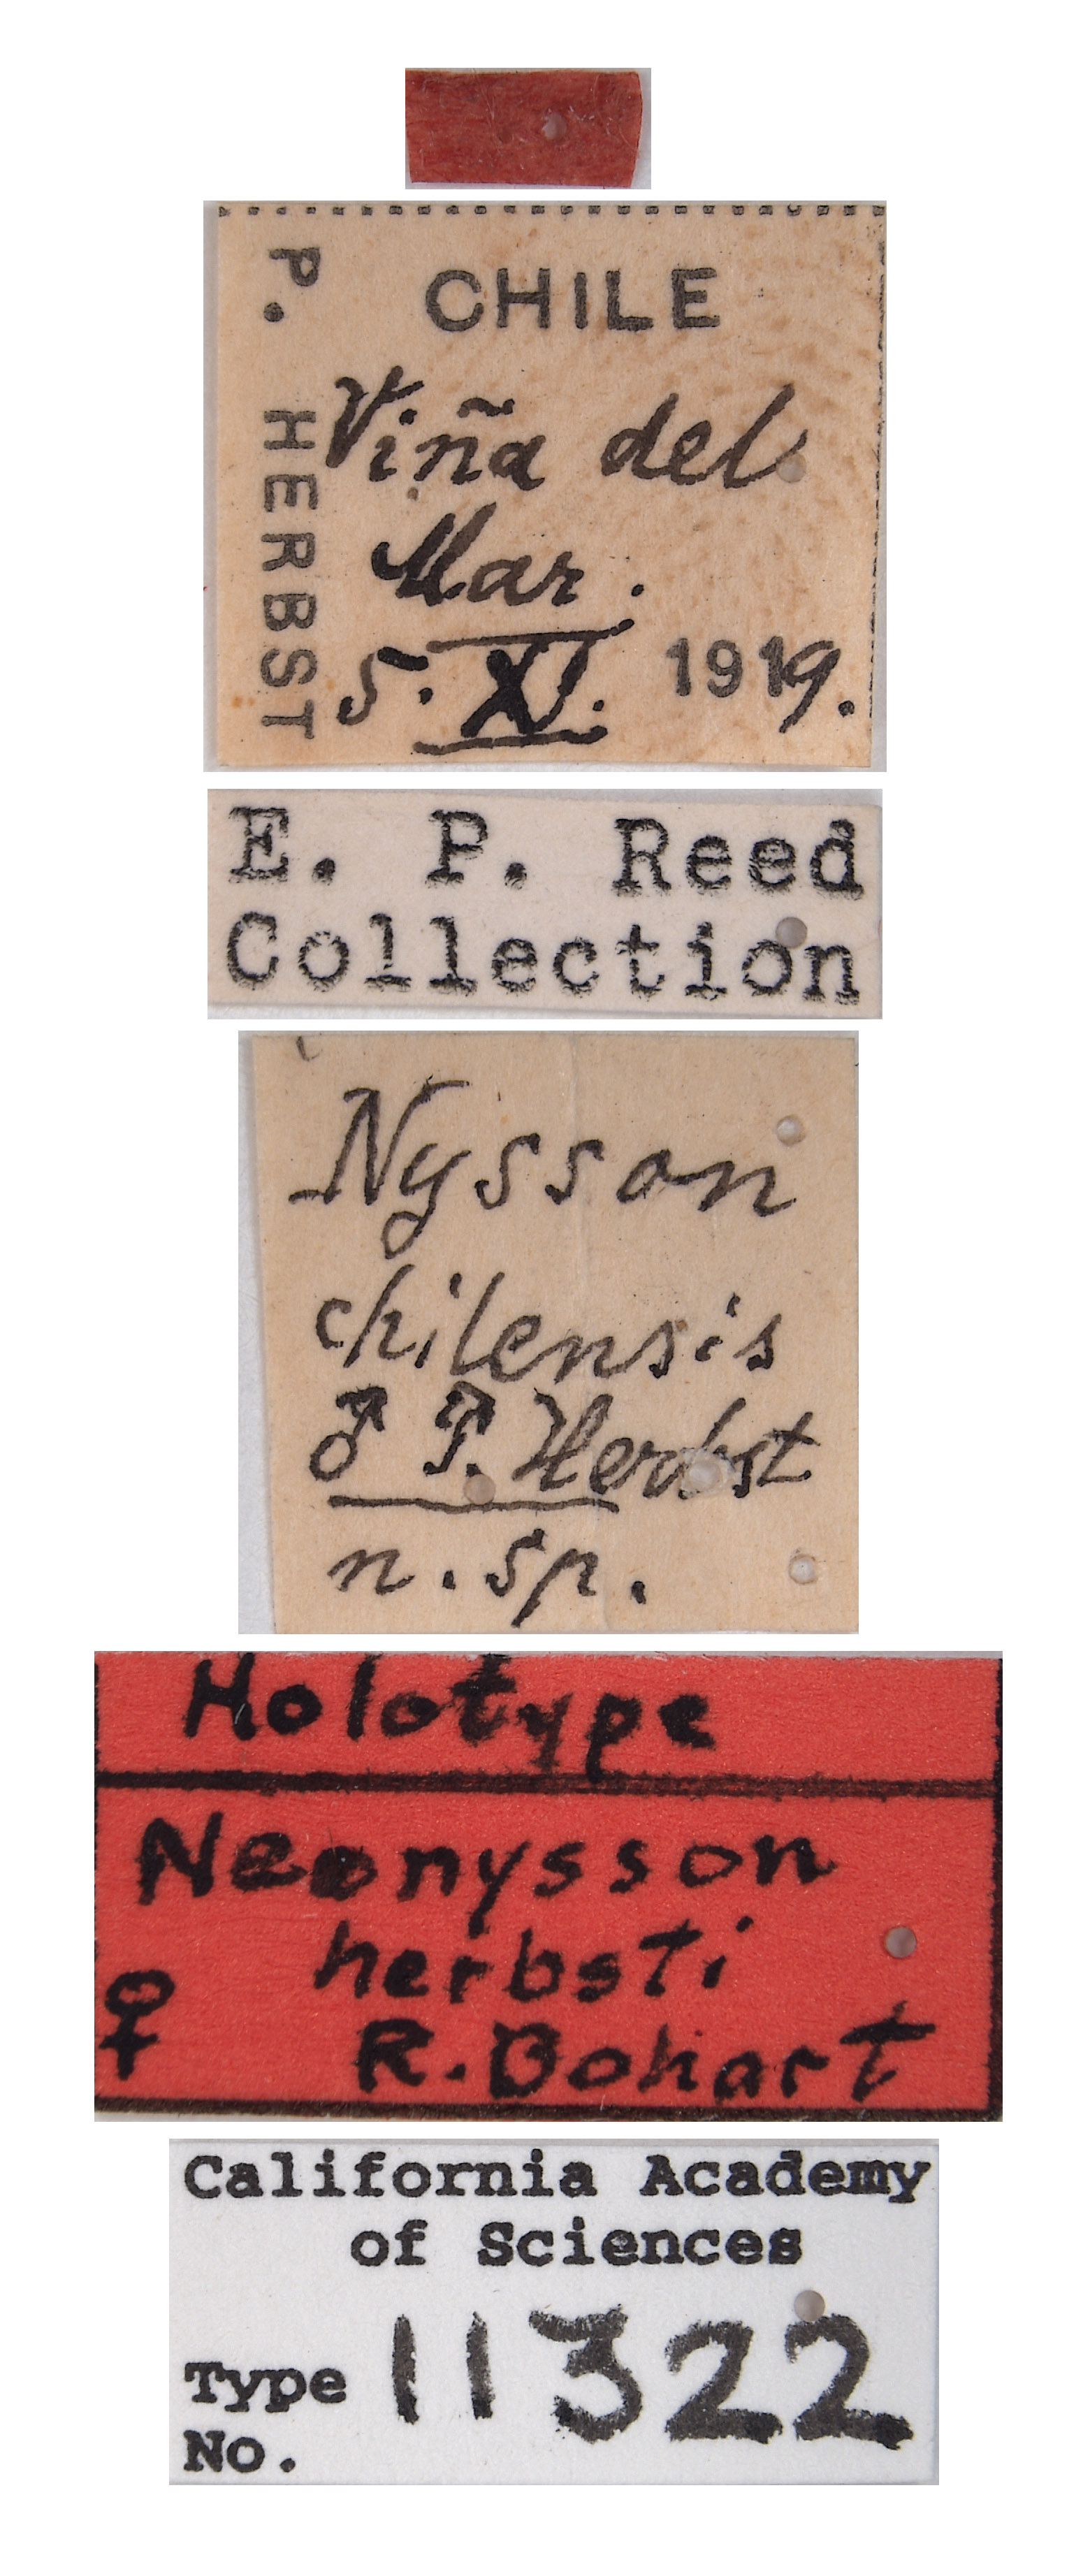 P. HERBST
CHILE
Viña del
Mar.
5. XI. 1919.
E. P. Reed
Collection
Nysson
chilensis
♂ P. Herbst
n. sp.
Holotype
Neonysson
herbsti
♀ R. Bohart
California Academy
of Sciences
Type No. 11322